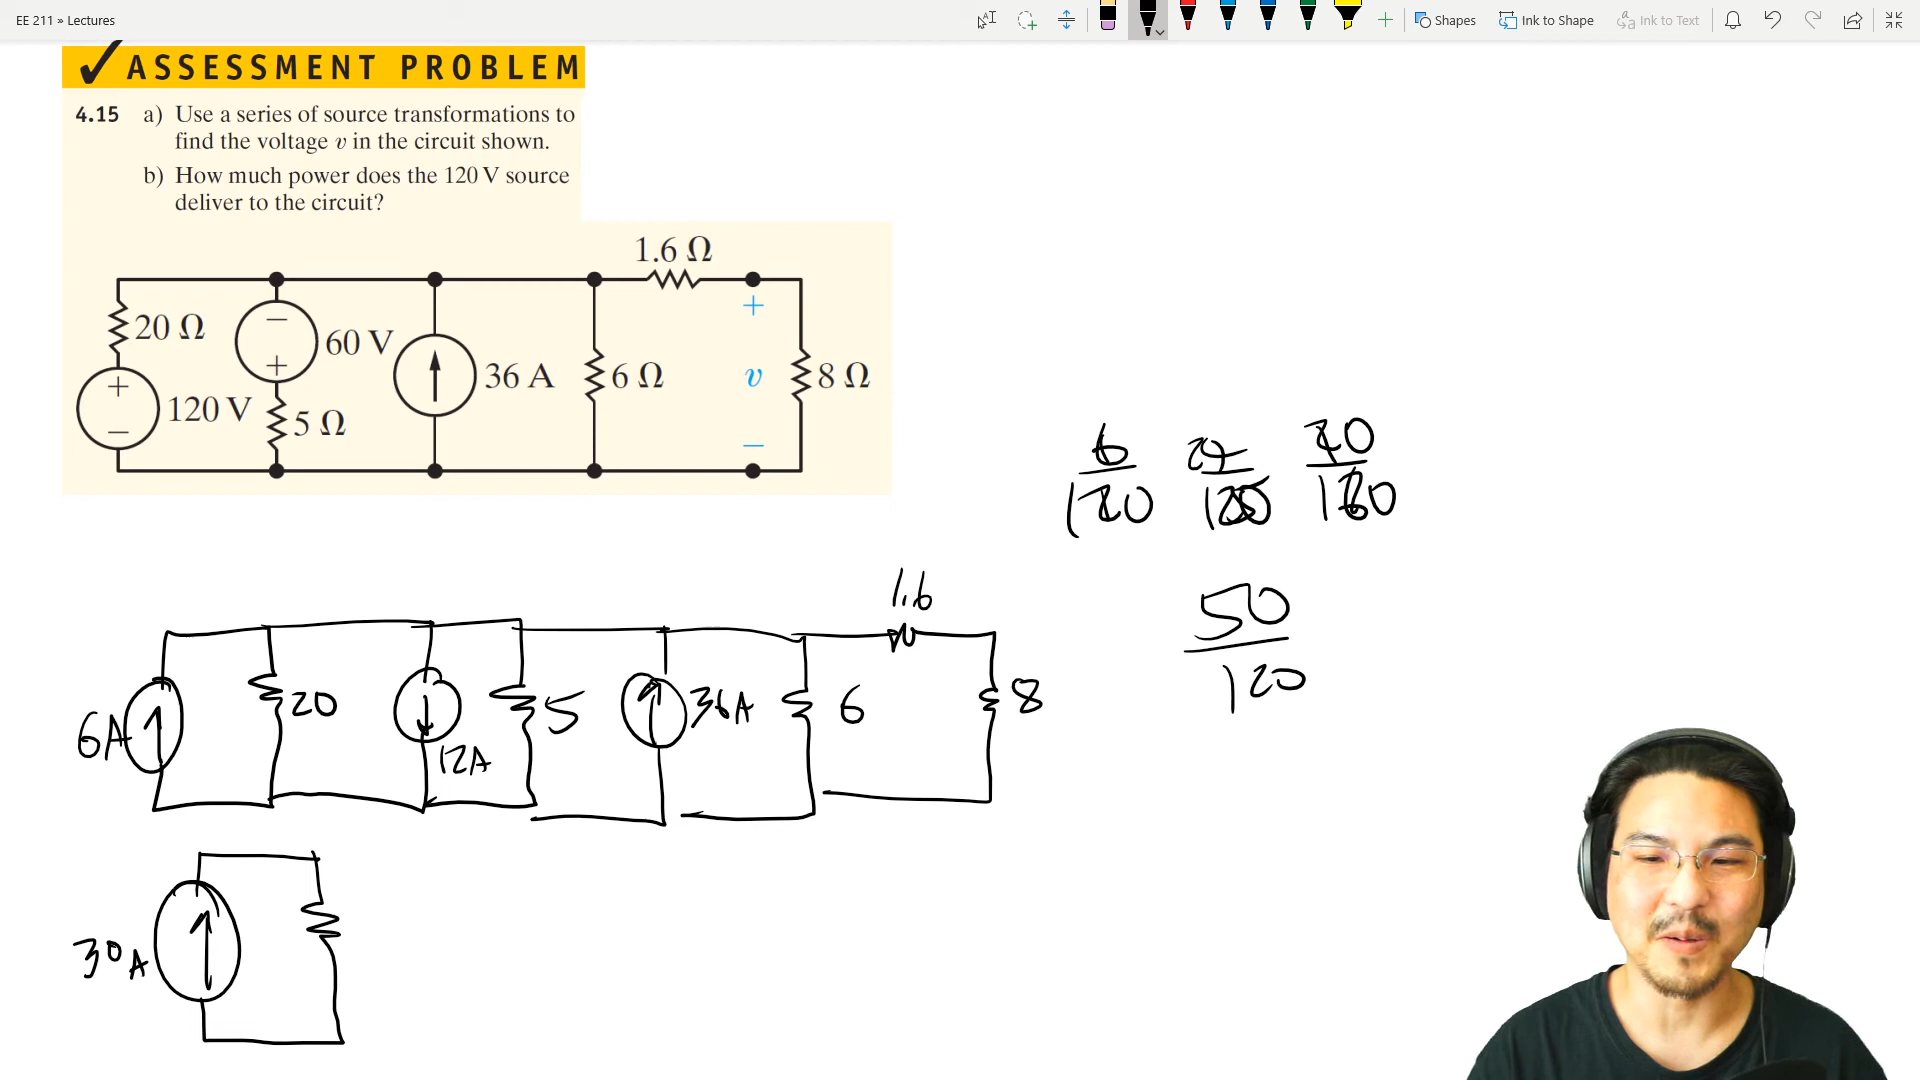 EE 211 » Lectures
Shapes
Ink to Shape
Ink to Text
ASSESSMENT PROBLEM
4.15 a) Use a series of source transformations to
find the voltage v in the circuit shown.
b) How much power does the 120 V source
deliver to the circuit?
1.6 Ω
20 Ω
60 V
120 V
5 Ω
36 A
6 Ω
+
v
−
8 Ω
6
120
120
50
120
1.6
6A
20
12A
5
36A
6
8
30A